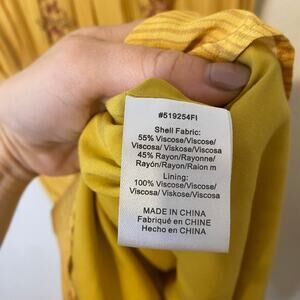 #519254FI
Shell Fabric:
55% Viscose/Viscose/
Viscosa/ Viskose/Viscosa
45% Rayon/Rayonne/
Rayón/Rayon/Raion m
Lining:
100% Viscose/Viscose/
Viscosa/ Viskose/Viscosa
MADE IN CHINA
Fabriqué en CHINE
Hecho en CHINA